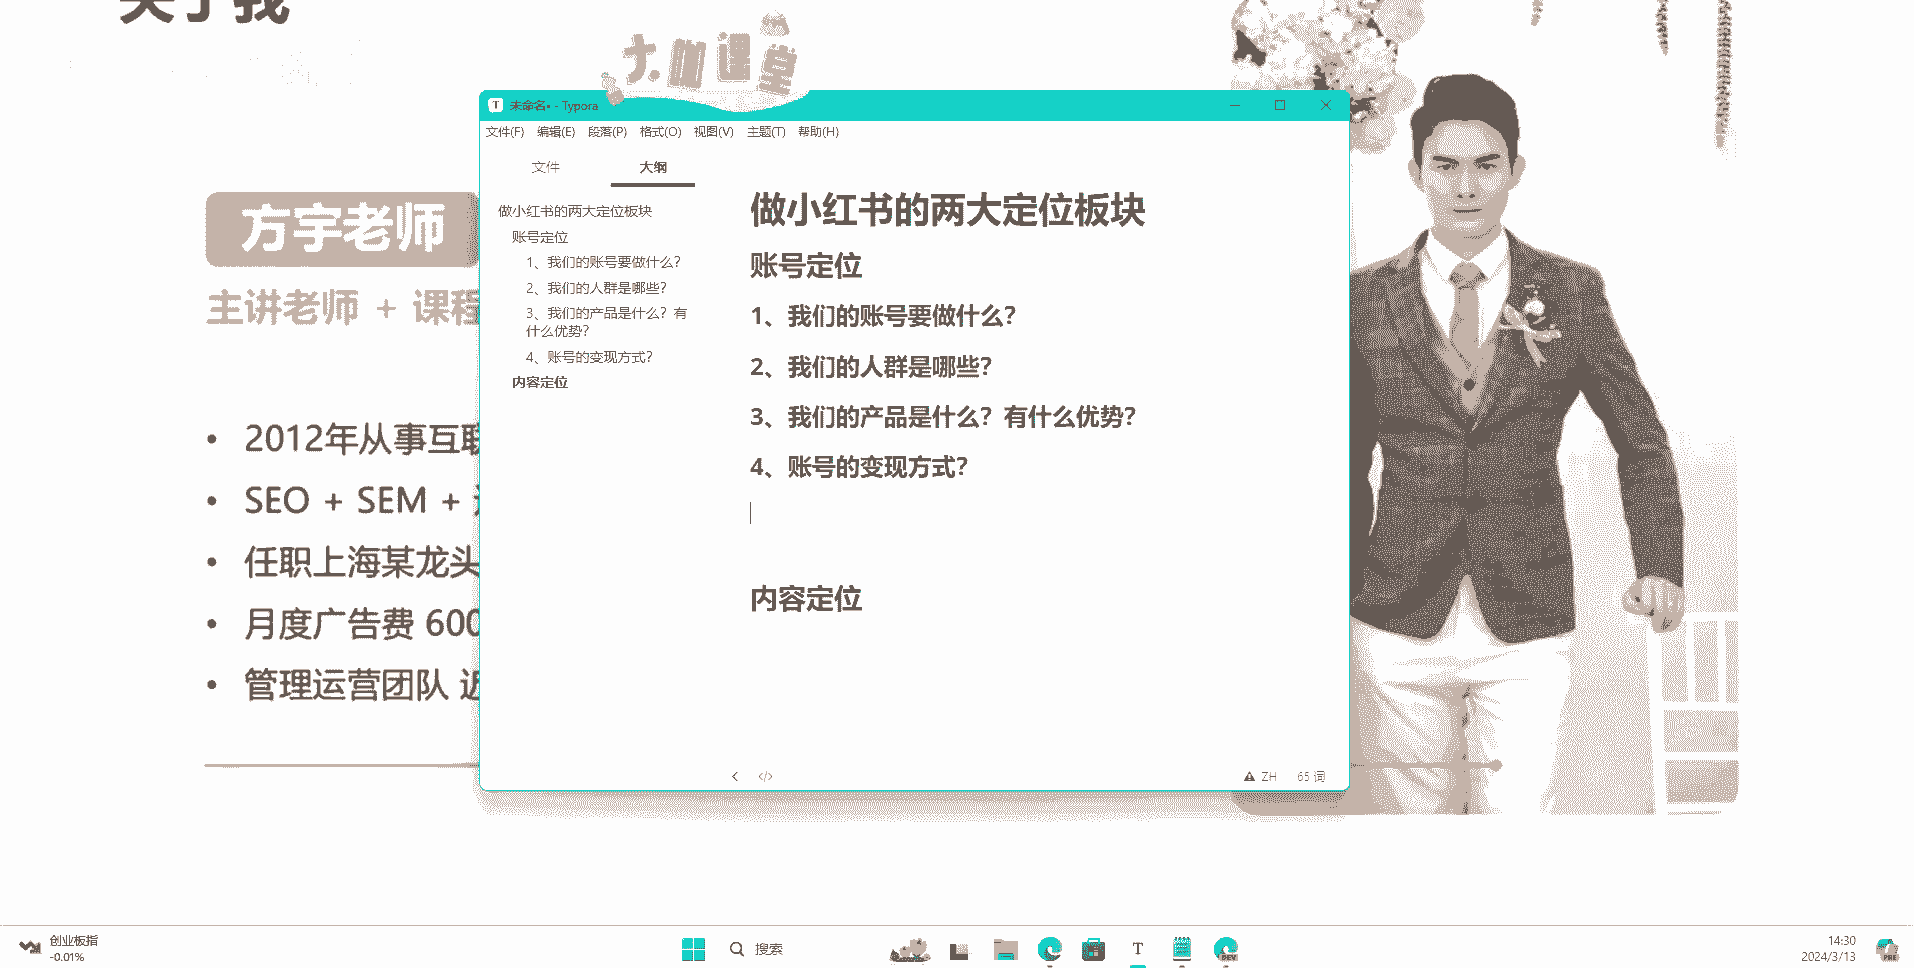 关于我
大咖课堂
未命名• - Typora
文件(F) 编辑(E) 段落(P) 格式(O) 视图(V) 主题(T) 帮助(H)
文件 大纲
做小红书的两大定位板块
账号定位
1、我们的账号要做什么？
2、我们的人群是哪些？
3、我们的产品是什么？有
什么优势？
4、账号的变现方式？
内容定位
做小红书的两大定位板块
账号定位
1、我们的账号要做什么？
2、我们的人群是哪些？
3、我们的产品是什么？有什么优势？
4、账号的变现方式？
内容定位
</> ZH 65 词
方宇老师
主讲老师 + 课程
• 2012年从事互联
• SEO + SEM +
• 任职上海某龙头
• 月度广告费 600
• 管理运营团队 近
创业板指
-0.01%
搜索
T
DEV
14:30
2024/3/13
PRE